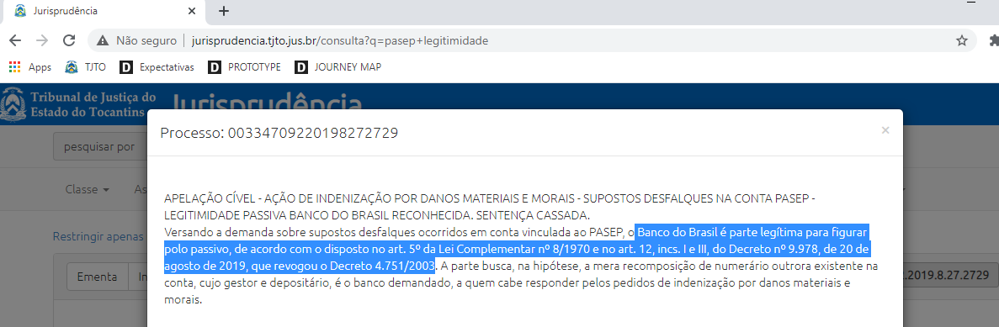 Jurisprudência
Não seguro jurisprudencia.tjto.jus.br/consulta?q=pasep+legitimidade
Apps TJTO Expectativas PROTOTYPE JOURNEY MAP
Tribunal de Justiça do
Estado do Tocantins
Jurisprudência
Processo: 00334709220198272729
pesquisar por
Classe
As
APELAÇÃO CÍVEL - AÇÃO DE INDENIZAÇÃO POR DANOS MATERIAIS E MORAIS - SUPOSTOS DESFALQUES NA CONTA PASEP -
LEGITIMIDADE PASSIVA BANCO DO BRASIL RECONHECIDA. SENTENÇA CASSADA.
Versando a demanda sobre supostos desfalques ocorridos em conta vinculada ao PASEP, o Banco do Brasil é parte legítima para figurar
polo passivo, de acordo com o disposto no art. 5º da Lei Complementar nº 8/1970 e no art. 12, incs. I e III, do Decreto nº 9.978, de 20 de
agosto de 2019, que revogou o Decreto 4.751/2003. A parte busca, na hipótese, a mera recomposição de numerário outrora existente na
conta, cujo gestor e depositário, é o banco demandado, a quem cabe responder pelos pedidos de indenização por danos materiais e
morais.
Restringir apenas
Ementa
In
.2019.8.27.2729